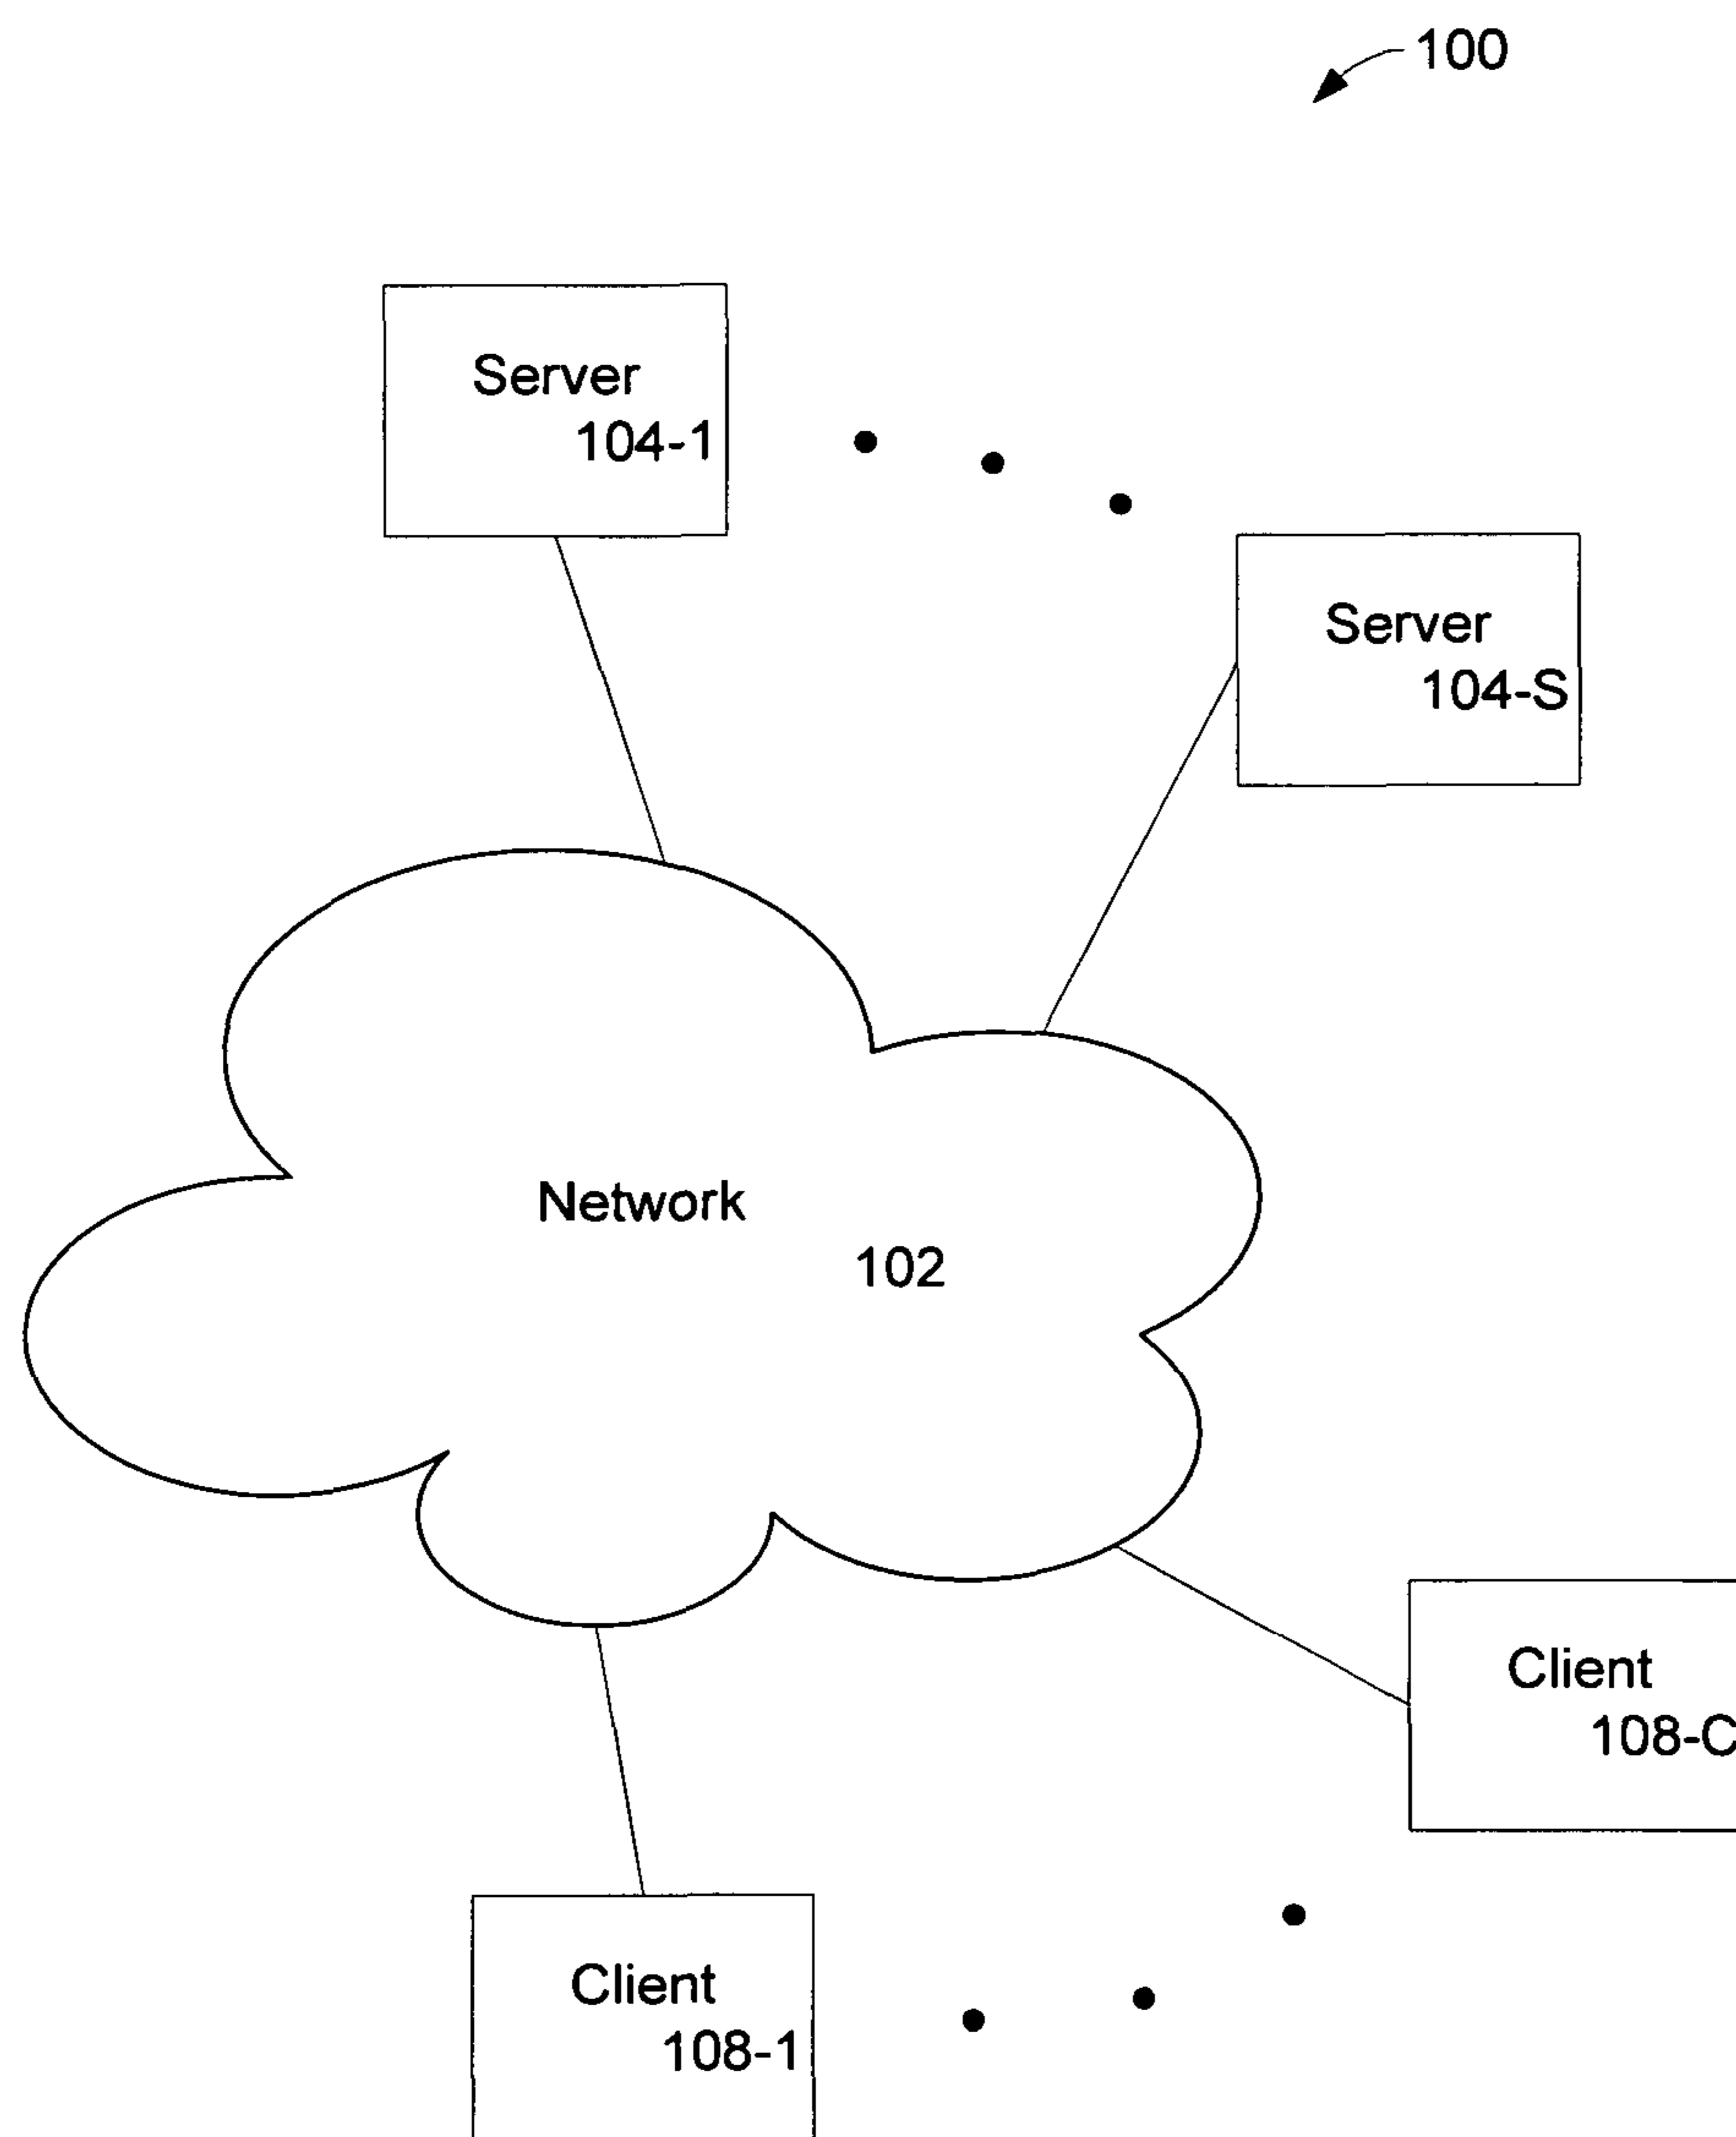 100
Server
104-1
Server
104-S
Network
102
Client
108-C
Client
108-1